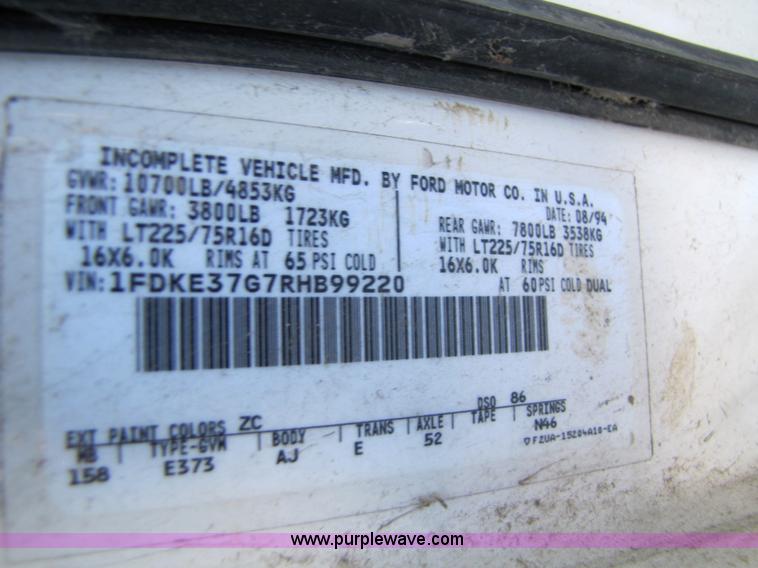 INCOMPLETE VEHICLE MFD. BY FORD MOTOR CO. IN U.S.A.
GVWR: 10700LB/4853KG
DATE: 08/94
FRONT GAWR: 3800LB 1723KG
REAR GAWR: 7800LB 3538KG
WITH LT225/75R16D TIRES
WITH LT225/75R16D TIRES
16X6.0K RIMS AT 65 PSI COLD
16X6.0K RIMS
VIN: 1FDKE37G7RHB99220
AT 60 PSI COLD DUAL
EXT PAINT COLORS ZC
DSO 86
WB TYPE-GVW BODY TRANS AXLE TAPE SPRINGS
158 E373 AJ E 52 N46
F2UA-15204A10-EA
www.purplewave.com